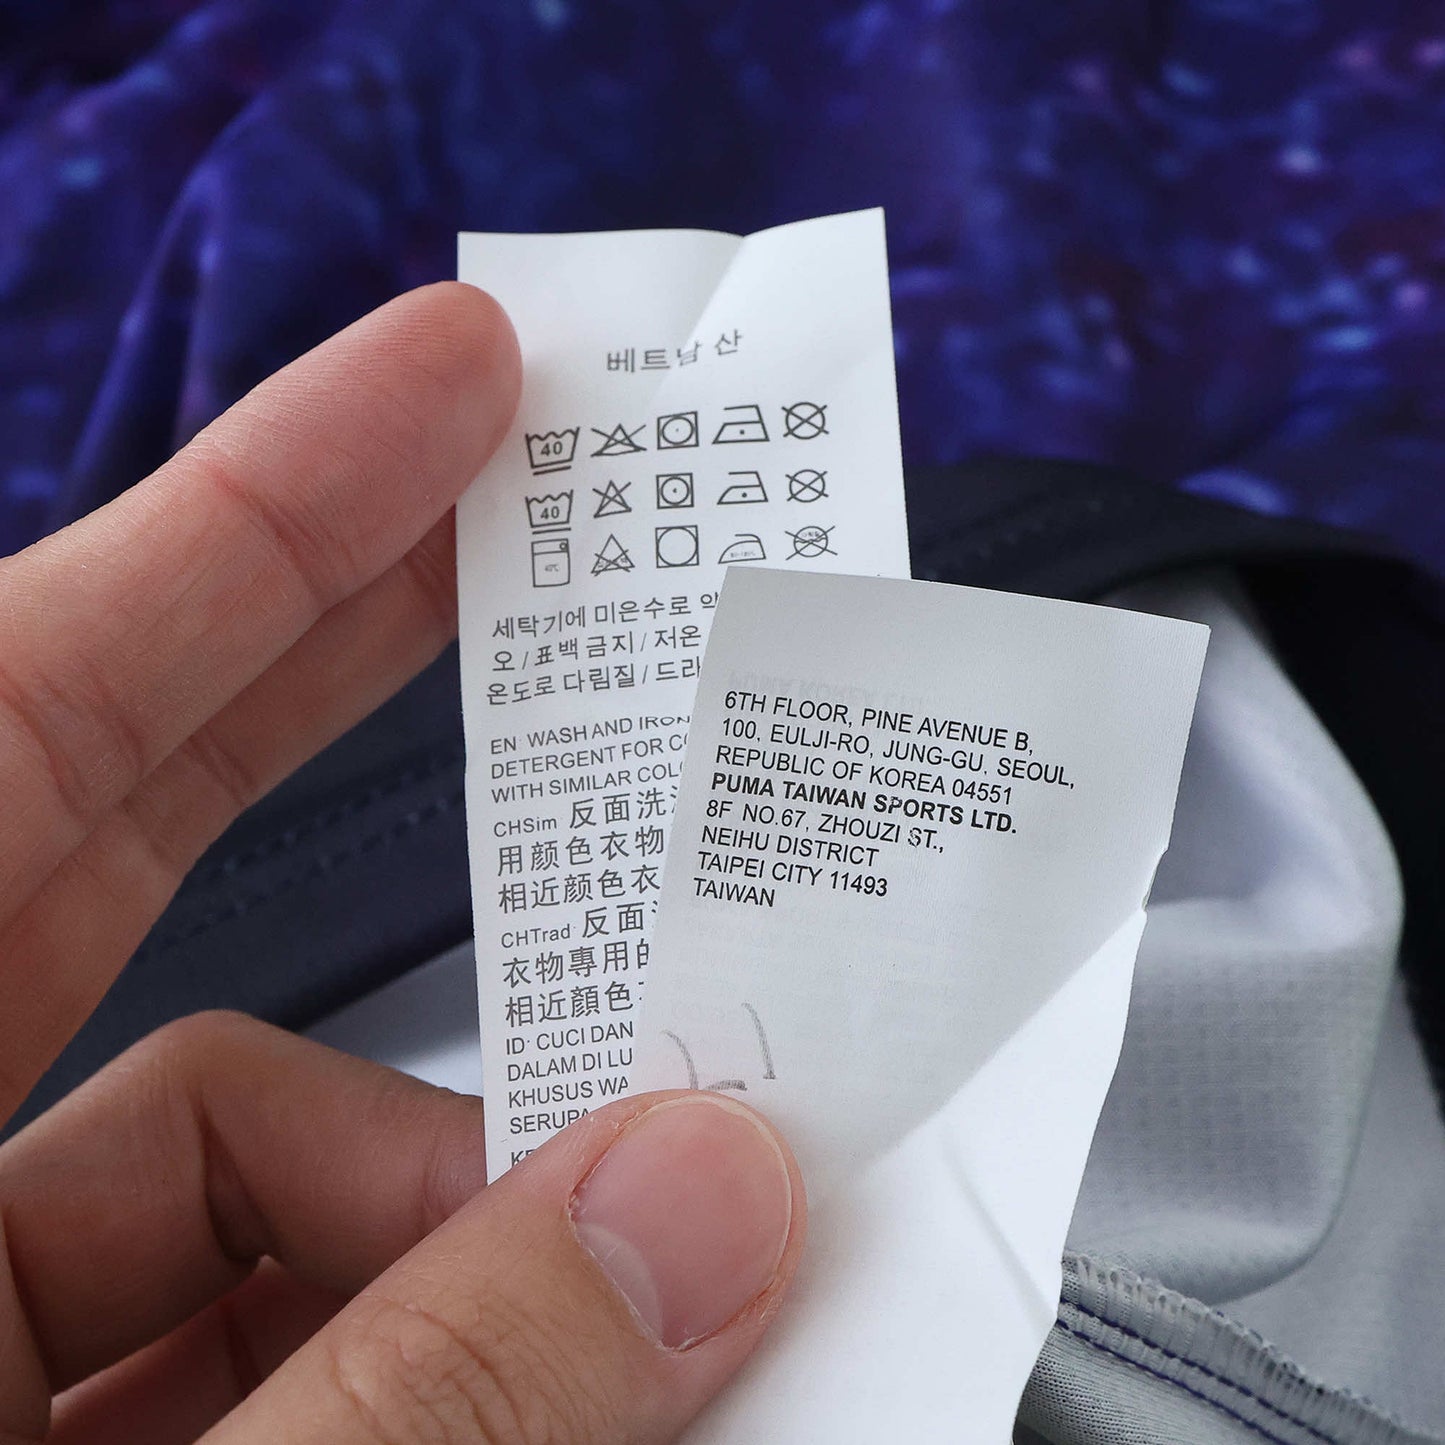 베트남 산
40
40
40℃
세탁기에 미온수로 약
오 / 표백 금지 / 저온
온도로 다림질 / 드라
EN: WASH AND IRON
DETERGENT FOR
WITH SIMILAR
CHSim 反面洗
用颜色衣物
相近颜色衣
CHTrad 反面
衣物專用的
相近顏色
ID: CUCI DAN
DALAM DI
KHUSUS
SERUPA
6TH FLOOR, PINE AVENUE B,
100, EULJI-RO, JUNG-GU, SEOUL,
REPUBLIC OF KOREA 04551
PUMA TAIWAN SPORTS LTD.
8F NO.67, ZHOUZI ST.,
NEIHU DISTRICT
TAIPEI CITY 11493
TAIWAN